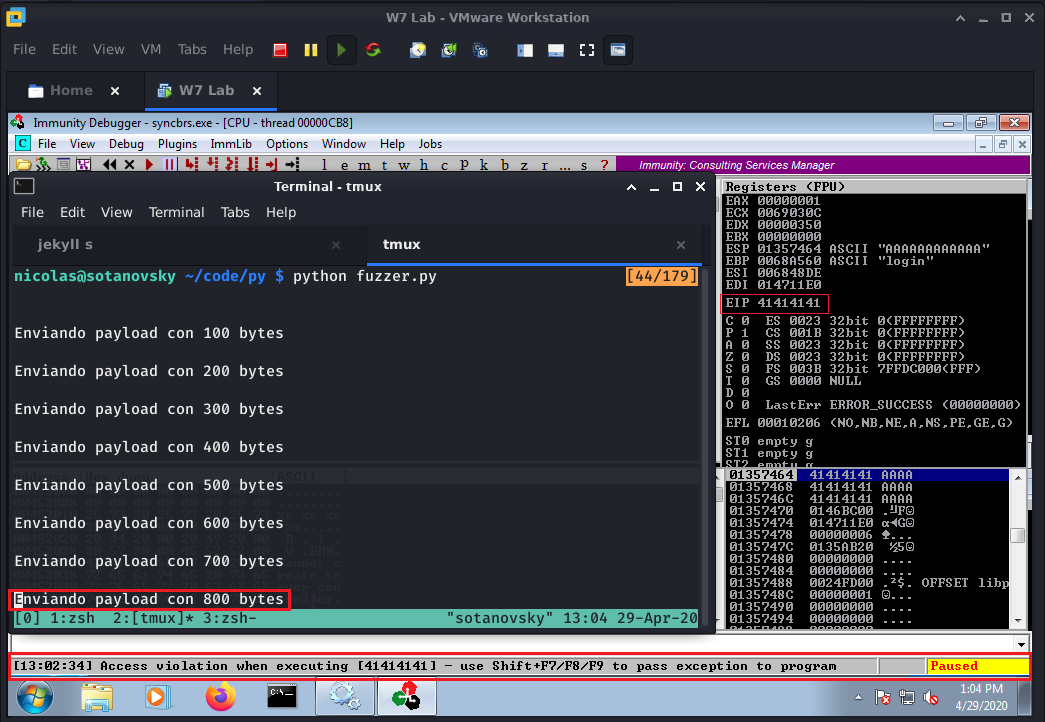 W7 Lab - VMware Workstation
File Edit View VM Tabs Help
Home
W7 Lab
Immunity Debugger - syncbrs.exe - [CPU - thread 00000CB8]
C File View Debug Plugins ImmLib Options Window Help Jobs
l e m t w h c p k b z r ... s ?
Immunity: Consulting Services Manager
Terminal - tmux
File Edit View Terminal Tabs Help
jekyll s
tmux
nicolas@sotanovsky ~/code/py $ python fuzzer.py
[44/179]
Enviando payload con 100 bytes
Enviando payload con 200 bytes
Enviando payload con 300 bytes
Enviando payload con 400 bytes
Enviando payload con 500 bytes
Enviando payload con 600 bytes
Enviando payload con 700 bytes
Enviando payload con 800 bytes
[0] 1:zsh 2:[tmux]* 3:zsh- "sotanovsky" 13:04 29-Apr-20
Registers (FPU)
EAX 00000001
ECX 0069030C
EDX 00000350
EBX 00000000
ESP 01357464 ASCII "AAAAAAAAAAAA"
EBP 0068A560 ASCII "login"
ESI 006848DE
EDI 014711E0
EIP 41414141
C 0 ES 0023 32bit 0(FFFFFFFF)
P 1 CS 001B 32bit 0(FFFFFFFF)
A 0 SS 0023 32bit 0(FFFFFFFF)
Z 0 DS 0023 32bit 0(FFFFFFFF)
S 0 FS 003B 32bit 7FFDC000(FFF)
T 0 GS 0000 NULL
D 0
O 0 LastErr ERROR_SUCCESS (00000000)
EFL 00010206 (NO,NB,NE,A,NS,PE,GE,G)
ST0 empty g
ST1 empty g
ST2 empty g
01357464 41414141 AAAA
01357468 41414141 AAAA
0135746C 41414141 AAAA
01357470 0146BC00
01357474 014711E0
01357478 00000006
0135747C 0135AB20
01357480 00000000 ....
01357484 00000000 ....
01357488 0024FD00 OFFSET libp
0135748C 00000001
01357490 00000000 ....
01357494 00000000 ....
[13:02:34] Access violation when executing [41414141] - use Shift+F7/F8/F9 to pass exception to program
Paused
1:04 PM
4/29/2020